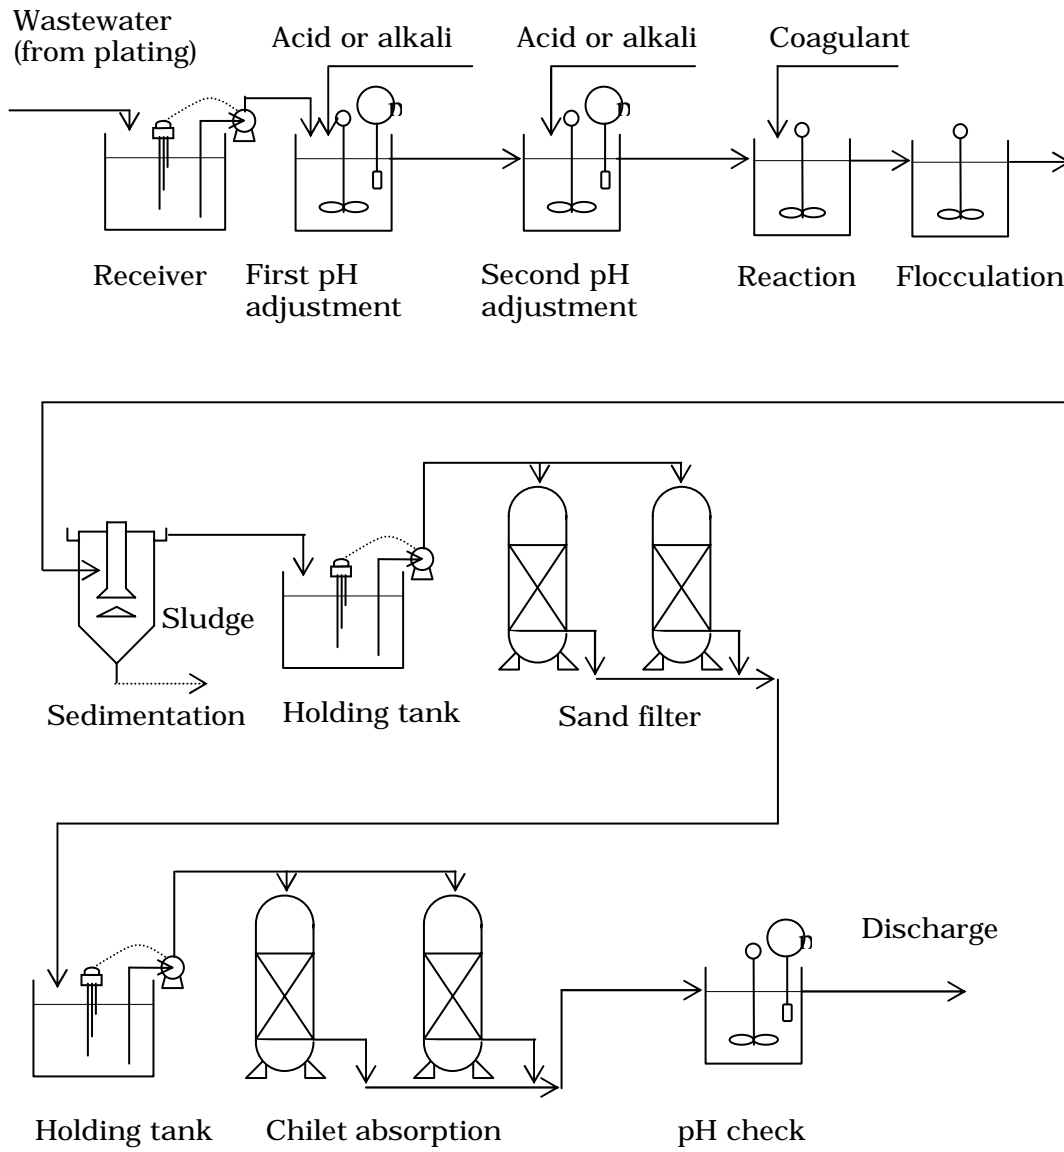 Wastewater
(from plating)
Acid or alkali
Acid or alkali
Coagulant
Receiver
First pH
adjustment
Second pH
adjustment
Reaction
Flocculation
Sludge
Sedimentation
Holding tank
Sand filter
Discharge
Holding tank
Chilet absorption
pH check